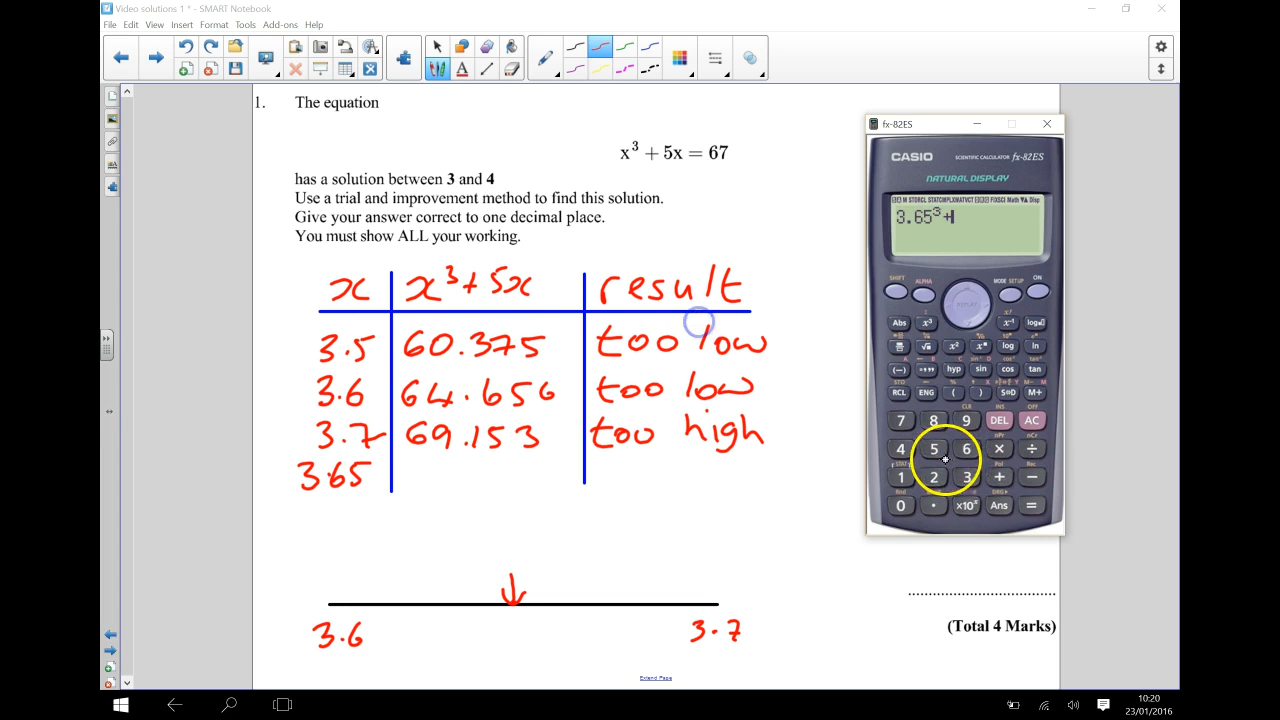 Video solutions 1 * - SMART Notebook
File Edit View Insert Format Tools Add-ons Help
1. The equation
x³ + 5x = 67
has a solution between 3 and 4
Use a trial and improvement method to find this solution.
Give your answer correct to one decimal place.
You must show ALL your working.
x x³+5x result
3.5 60.375 too low
3.6 64.656 too low
3.7 69.153 too high
3.65
3.6 3.7
(Total 4 Marks)
Extend Page
fx-82ES
CASIO SCIENTIFIC CALCULATOR fx-82ES
NATURAL DISPLAY
3.65³+
SHIFT ALPHA MODE SETUP ON
REPLAY
Abs x³ x⁻¹ log
√ x² log ln
(−) hyp sin cos tan
RCL ENG ( ) S⇔D M+
7 8 9 DEL AC
4 5 6 × ÷
1 2 3 + −
0 . ×10ˣ Ans =
10:20
23/01/2016